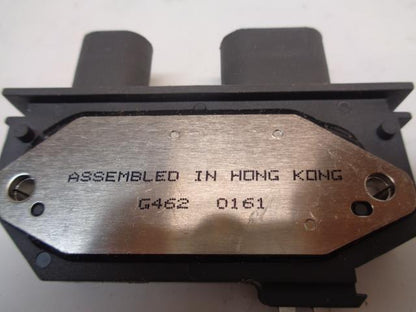 ASSEMBLED IN HONG KONG
G462 0161